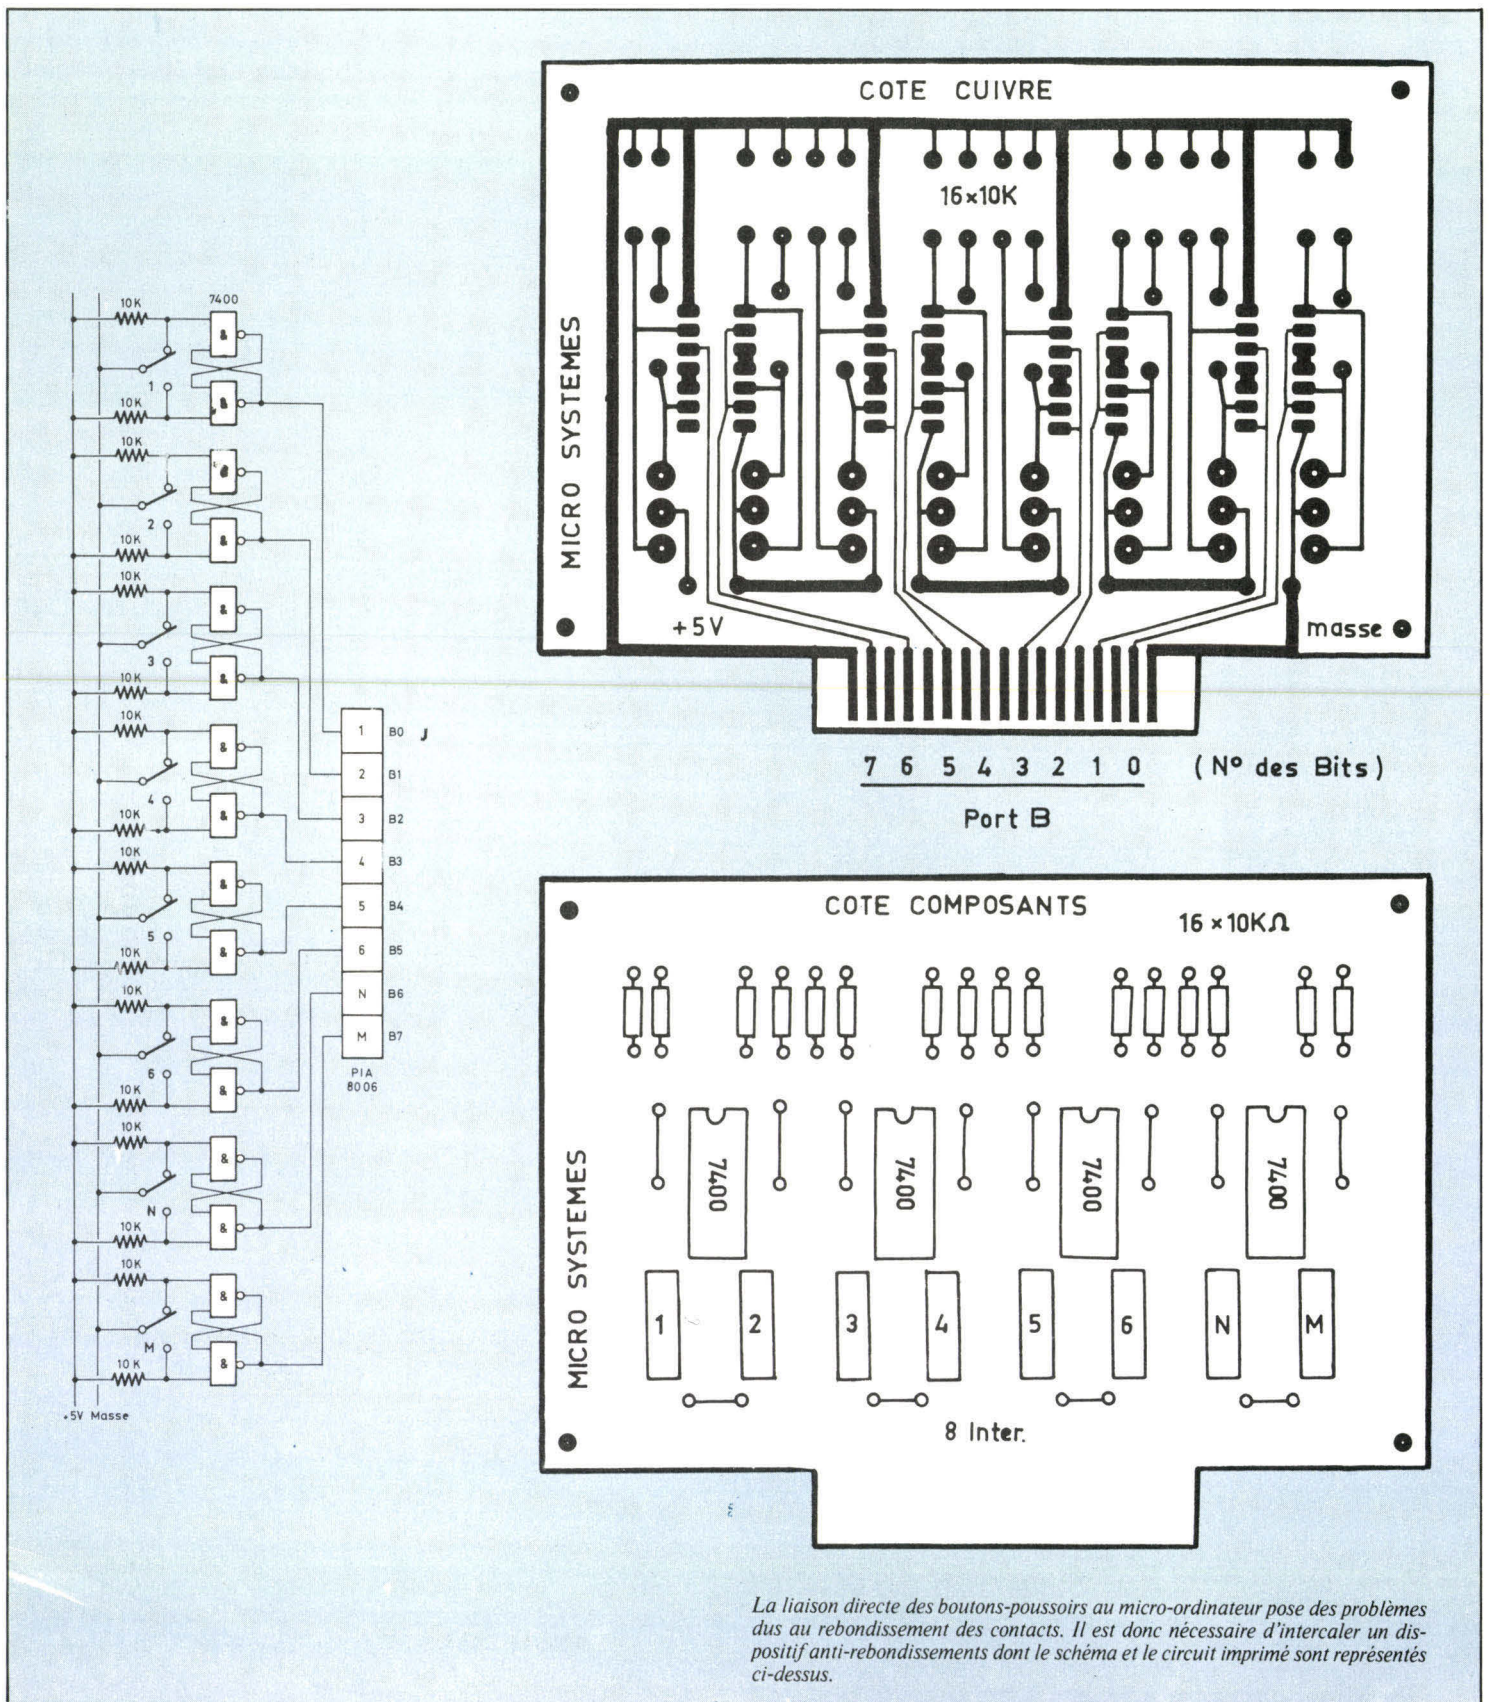 10K
7400
&
1
&
10K
10K
&
2
&
10K
10K
&
3
&
10K
10K
&
4
&
10K
10K
&
5
&
10K
10K
&
6
&
10K
10K
&
N
&
10K
10K
&
M
&
10 K
+5V Masse
1 B0 J
2 B1
3 B2
4 B3
5 B4
6 B5
N B6
M B7
PIA
8006
COTE CUIVRE
16×10K
MICRO SYSTEMES
+5V
masse
7 6 5 4 3 2 1 0 (N° des Bits)
Port B
COTE COMPOSANTS
16×10KΩ
MICRO SYSTEMES
7400
7400
7400
7400
1 2 3 4 5 6 N M
8 Inter.
La liaison directe des boutons-poussoirs au micro-ordinateur pose des problèmes
dus au rebondissement des contacts. Il est donc nécessaire d'intercaler un dis-
positif anti-rebondissements dont le schéma et le circuit imprimé sont représentés
ci-dessus.